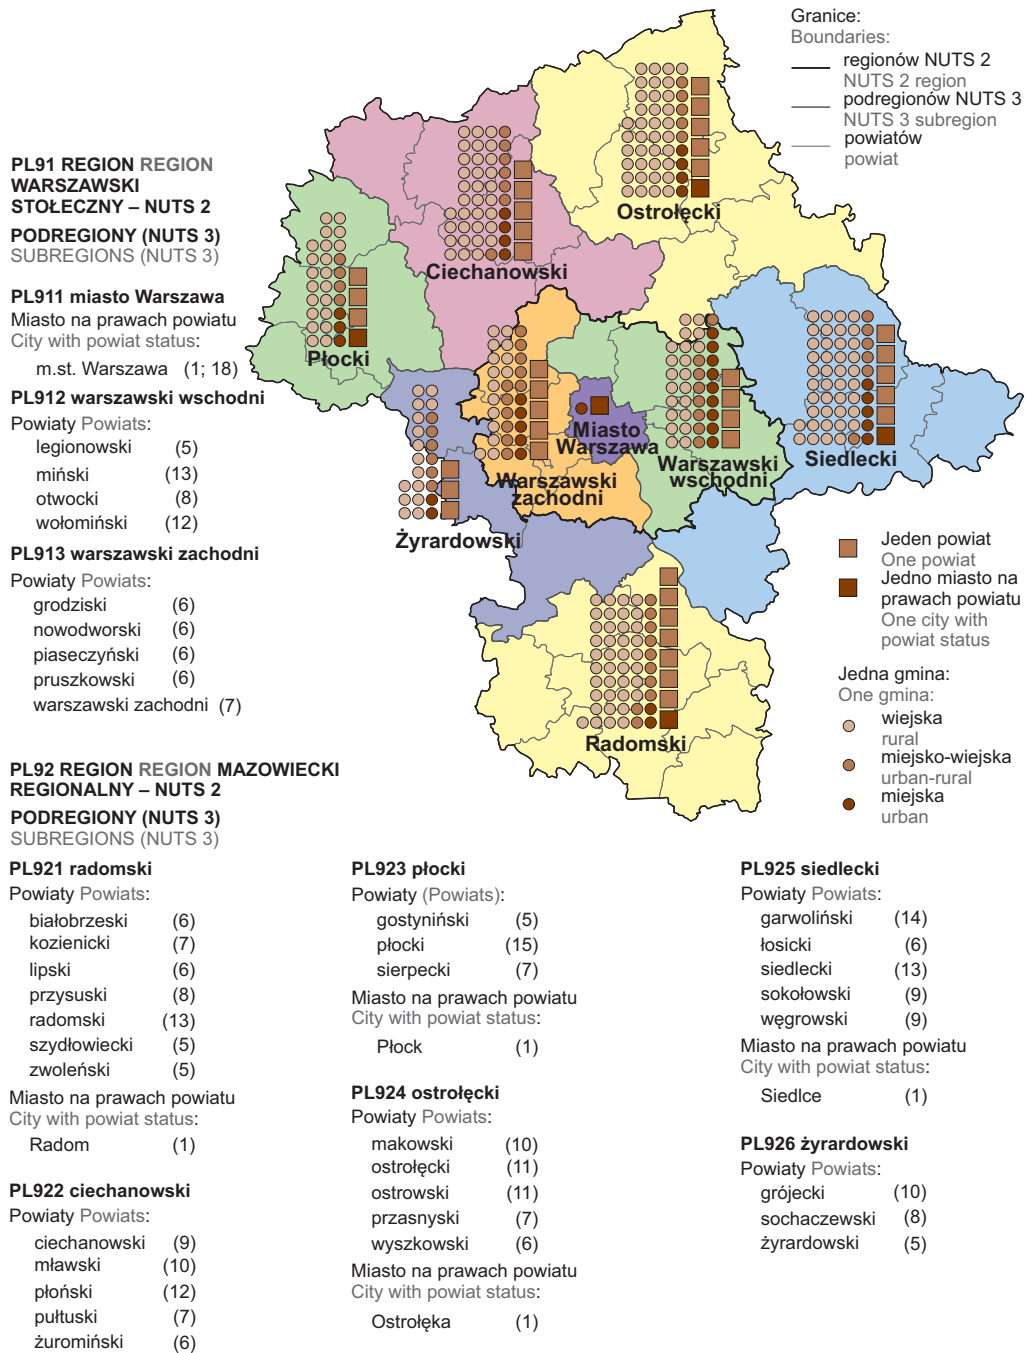 Granice:
Boundaries:
regionów NUTS 2
NUTS 2 region
podregionów NUTS 3
NUTS 3 subregion
powiatów
powiat
PL91 REGION REGION
WARSZAWSKI
STOŁECZNY – NUTS 2
PODREGIONY (NUTS 3)
SUBREGIONS (NUTS 3)
PL911 miasto Warszawa
Miasto na prawach powiatu
City with powiat status:
m.st. Warszawa (1; 18)
PL912 warszawski wschodni
Powiaty Powiats:
legionowski (5)
miński (13)
otwocki (8)
wołomiński (12)
PL913 warszawski zachodni
Powiaty Powiats:
grodziski (6)
nowodworski (6)
piaseczyński (6)
pruszkowski (6)
warszawski zachodni (7)
Ostrołęcki
Ciechanowski
Płocki
Miasto
Warszawa
Warszawski
wschodni
Siedlecki
Warszawski
zachodni
Żyrardowski
Radomski
Jeden powiat
One powiat
Jedno miasto na
prawach powiatu
One city with
powiat status
Jedna gmina:
One gmina:
wiejska
rural
miejsko-wiejska
urban-rural
miejska
urban
PL92 REGION REGION MAZOWIECKI
REGIONALNY – NUTS 2
PODREGIONY (NUTS 3)
SUBREGIONS (NUTS 3)
PL921 radomski
Powiaty Powiats:
białobrzeski (6)
kozienicki (7)
lipski (6)
przysuski (8)
radomski (13)
szydłowiecki (5)
zwoleński (5)
Miasto na prawach powiatu
City with powiat status:
Radom (1)
PL922 ciechanowski
Powiaty Powiats:
ciechanowski (9)
mławski (10)
płoński (12)
pułtuski (7)
żuromiński (6)
PL923 płocki
Powiaty (Powiats):
gostyniński (5)
płocki (15)
sierpecki (7)
Miasto na prawach powiatu
City with powiat status:
Płock (1)
PL924 ostrołęcki
Powiaty Powiats:
makowski (10)
ostrołęcki (11)
ostrowski (11)
przasnyski (7)
wyszkowski (6)
Miasto na prawach powiatu
City with powiat status:
Ostrołęka (1)
PL925 siedlecki
Powiaty Powiats:
garwoliński (14)
łosicki (6)
siedlecki (13)
sokołowski (9)
węgrowski (9)
Miasto na prawach powiatu
City with powiat status:
Siedlce (1)
PL926 żyrardowski
Powiaty Powiats:
grójecki (10)
sochaczewski (8)
żyrardowski (5)